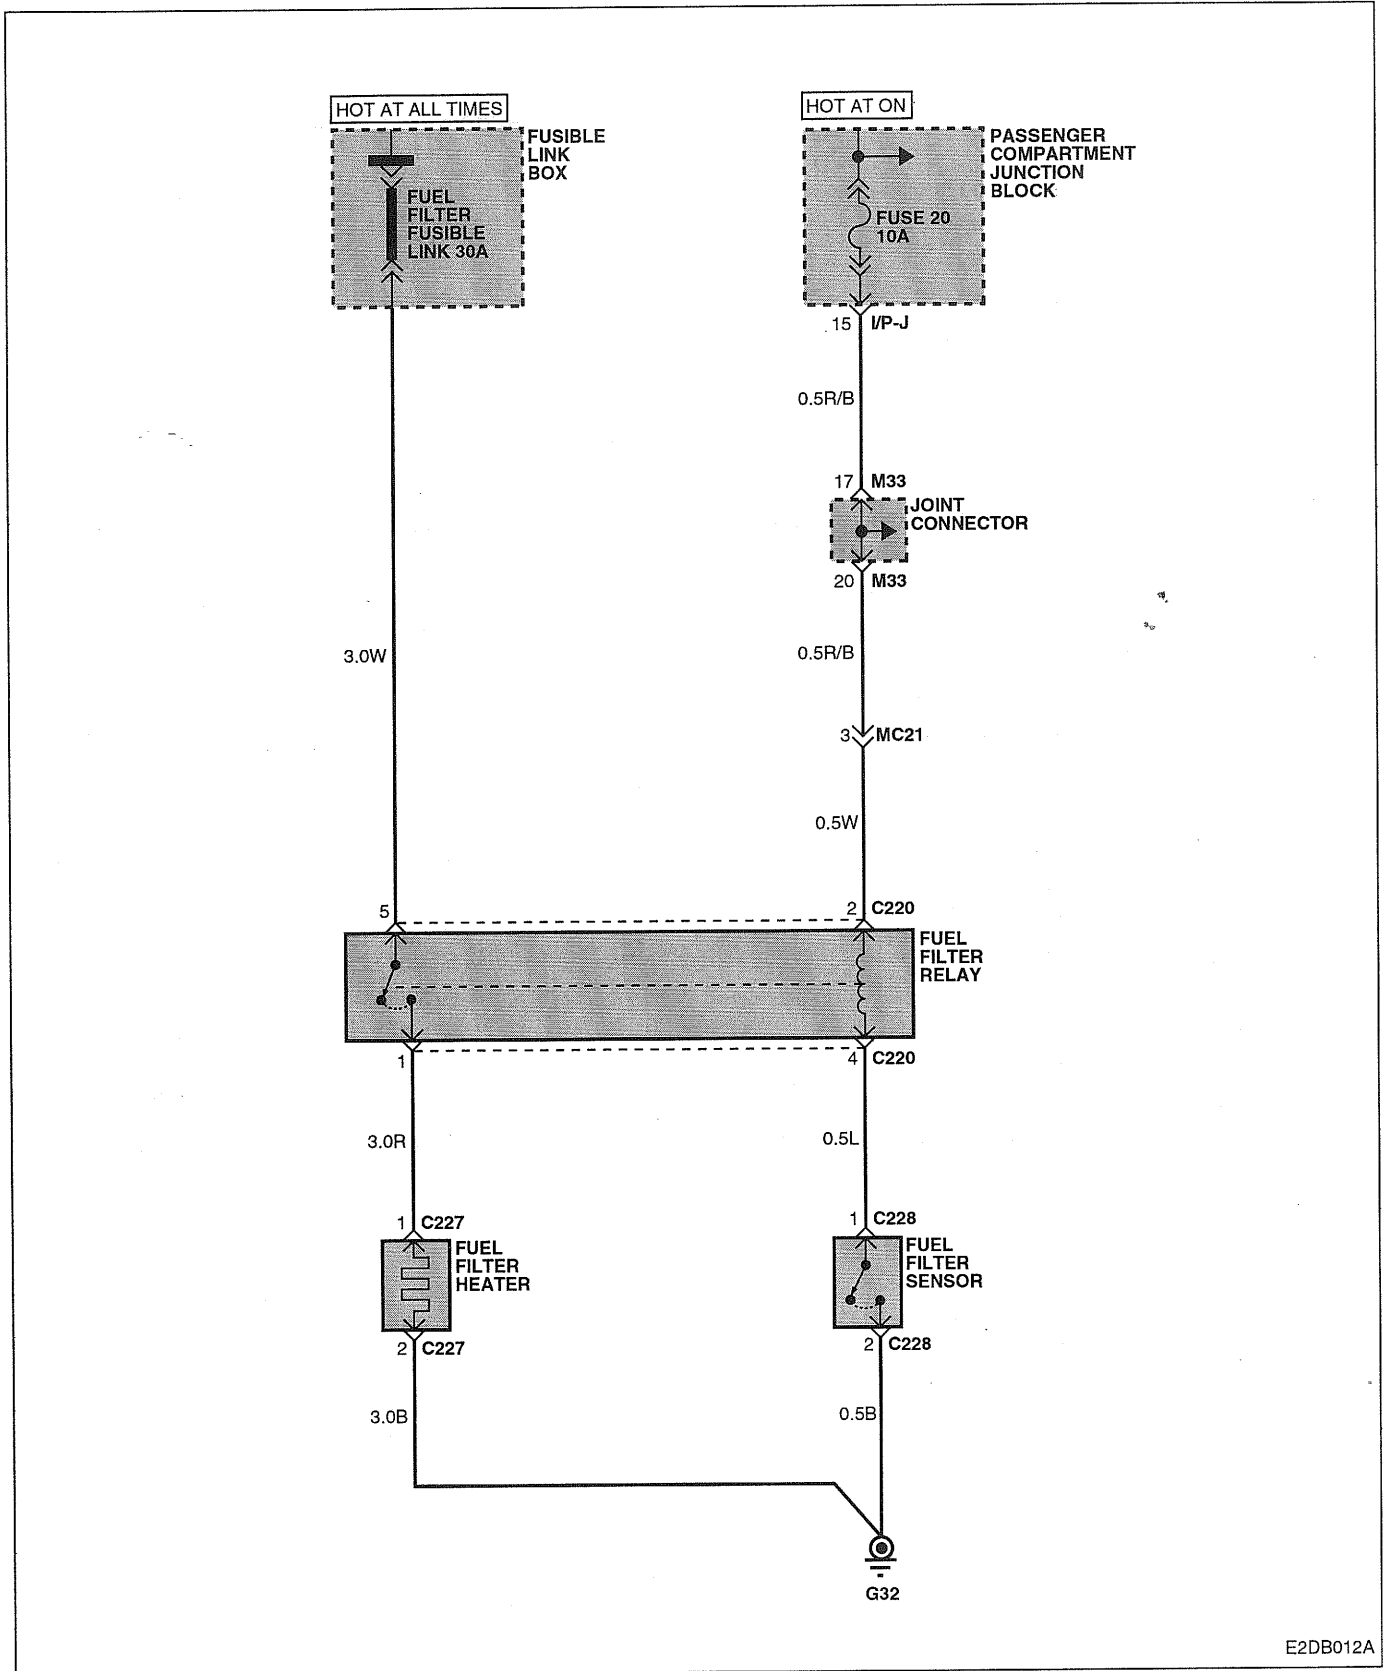 HOT AT ALL TIMES
HOT AT ON
FUSIBLE
LINK
BOX
FUEL
FILTER
FUSIBLE
LINK 30A
PASSENGER
COMPARTMENT
JUNCTION
BLOCK
FUSE 20
10A
15 I/P-J
0.5R/B
17 M33
JOINT
CONNECTOR
20 M33
3.0W
0.5R/B
3 MC21
0.5W
5
2 C220
FUEL
FILTER
RELAY
1
4 C220
3.0R
0.5L
1 C227
FUEL
FILTER
HEATER
2 C227
1 C228
FUEL
FILTER
SENSOR
2 C228
3.0B
0.5B
G32
E2DB012A